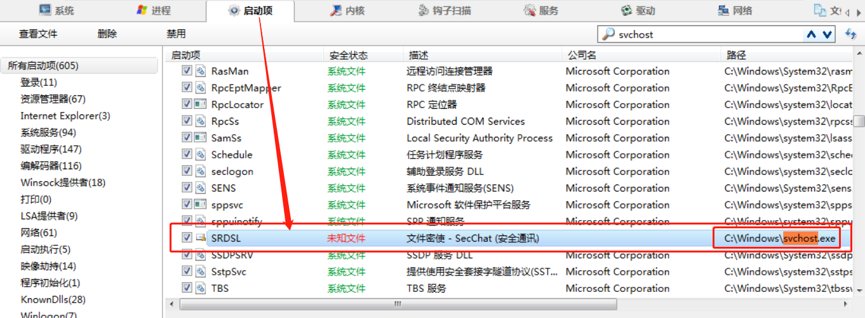 系统 进程 启动项 内核 钩子扫描 服务 驱动 网络
查看文件 删除 禁用 svchost
启动项 安全状态 描述 公司名 路径
所有启动项(605)
登录(11)
资源管理器(67)
Internet Explorer(3)
系统服务(94)
驱动程序(147)
编解码器(116)
Winsock提供者(18)
打印(0)
LSA提供者(9)
网络(61)
启动执行(5)
映像劫持(14)
程序初始化(1)
KnownDlls(28)
Winlogon(7)
RasMan 系统文件 远程访问连接管理器 Microsoft Corporation C:\Windows\System32\rasm
RpcEptMapper 系统文件 RPC 终结点映射器 Microsoft Corporation C:\Windows\System32\RpcE
RpcLocator 系统文件 RPC 定位器 Microsoft Corporation C:\Windows\System32\Loca
RpcSs 系统文件 Distributed COM Services Microsoft Corporation C:\Windows\System32\rpcss
SamSs 系统文件 Local Security Authority Process Microsoft Corporation C:\Windows\System32\lsass
Schedule 系统文件 任务计划程序服务 Microsoft Corporation C:\Windows\System32\sche
seclogon 系统文件 辅助登录服务 DLL Microsoft Corporation C:\Windows\System32\seclo
SENS 系统文件 系统事件通知服务(SENS) Microsoft Corporation C:\Windows\System32\sens.
sppsvc 系统文件 Microsoft 软件保护平台服务 Microsoft Corporation C:\Windows\System32\spps
sppuinotify 系统文件 SPP 通知服务 Microsoft Corporation C:\Windows\System32\sppu
SRDSL 未知文件 文件密使 - SecChat (安全通讯) C:\Windows\svchost.exe
SSDPSRV 系统文件 SSDP 服务 DLL Microsoft Corporation C:\Windows\System32\ssdp
SstpSvc 系统文件 提供使用安全套接字隧道协议(SST... Microsoft Corporation C:\Windows\System32\sstps
TBS 系统文件 TBS 服务 Microsoft Corporation C:\Windows\System32\tbssv